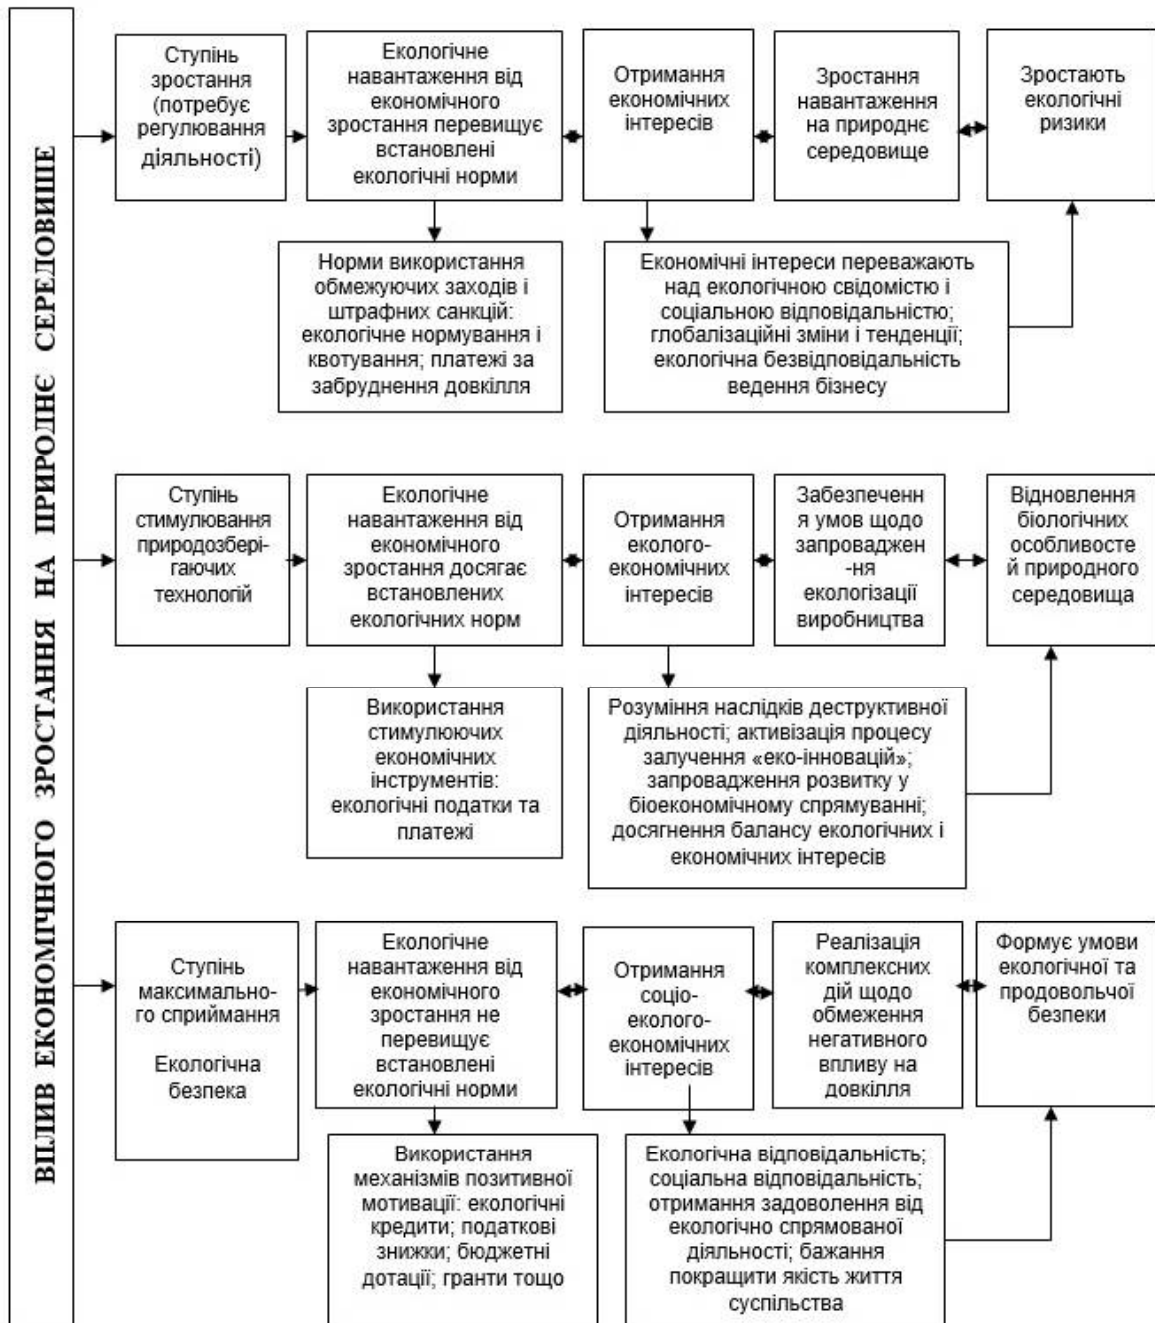 ВПЛИВ ЕКОНОМІЧНОГО ЗРОСТАННЯ НА ПРИРОДНЄ СЕРЕДОВИЩЕ
Ступінь
зростання
(потребує
регулювання
діяльності)
Екологічне
навантаження від
економічного
зростання перевищує
встановлені
екологічні норми
Отримання
економічних
інтересів
Зростання
навантаження
на природнє
середовище
Зростають
екологічні
ризики
Норми використання
обмежуючих заходів і
штрафних санкцій:
екологічне нормування і
квотування; платежі за
забруднення довкілля
Економічні інтереси переважають
над екологічною свідомістю і
соціальною відповідальністю;
глобалізаційні зміни і тенденції;
екологічна безвідповідальність
ведення бізнесу
Ступінь
стимулювання
природозбері-
гаючих
технологій
Екологічне
навантаження від
економічного
зростання досягає
встановлених
екологічних норм
Отримання
еколого-
економічних
інтересів
Забезпеченн
я умов щодо
запроваджен
-ня
екологізації
виробництва
Відновлення
біологічних
особливосте
й природного
середовища
Використання
стимулюючих
економічних
інструментів:
екологічні податки та
платежі
Розуміння наслідків деструктивної
діяльності; активізація процесу
залучення «еко-інновацій»;
запровадження розвитку у
біоекономічному спрямуванні;
досягнення балансу екологічних і
економічних інтересів
Ступінь
максимально-
го сприймання
Екологічна
безпека
Екологічне
навантаження від
економічного
зростання не
перевищує
встановлені
екологічні норми
Отримання
соціо-
еколого-
економічних
інтересів
Реалізація
комплексних
дій щодо
обмеження
негативного
впливу на
довкілля
Формує умови
екологічної та
продовольчої
безпеки
Використання
механізмів позитивної
мотивації: екологічні
кредити; податкові
знижки; бюджетні
дотації; гранти тощо
Екологічна відповідальність;
соціальна відповідальність;
отримання задоволення від
екологічно спрямованої
діяльності; бажання
покращити якість життя
суспільства